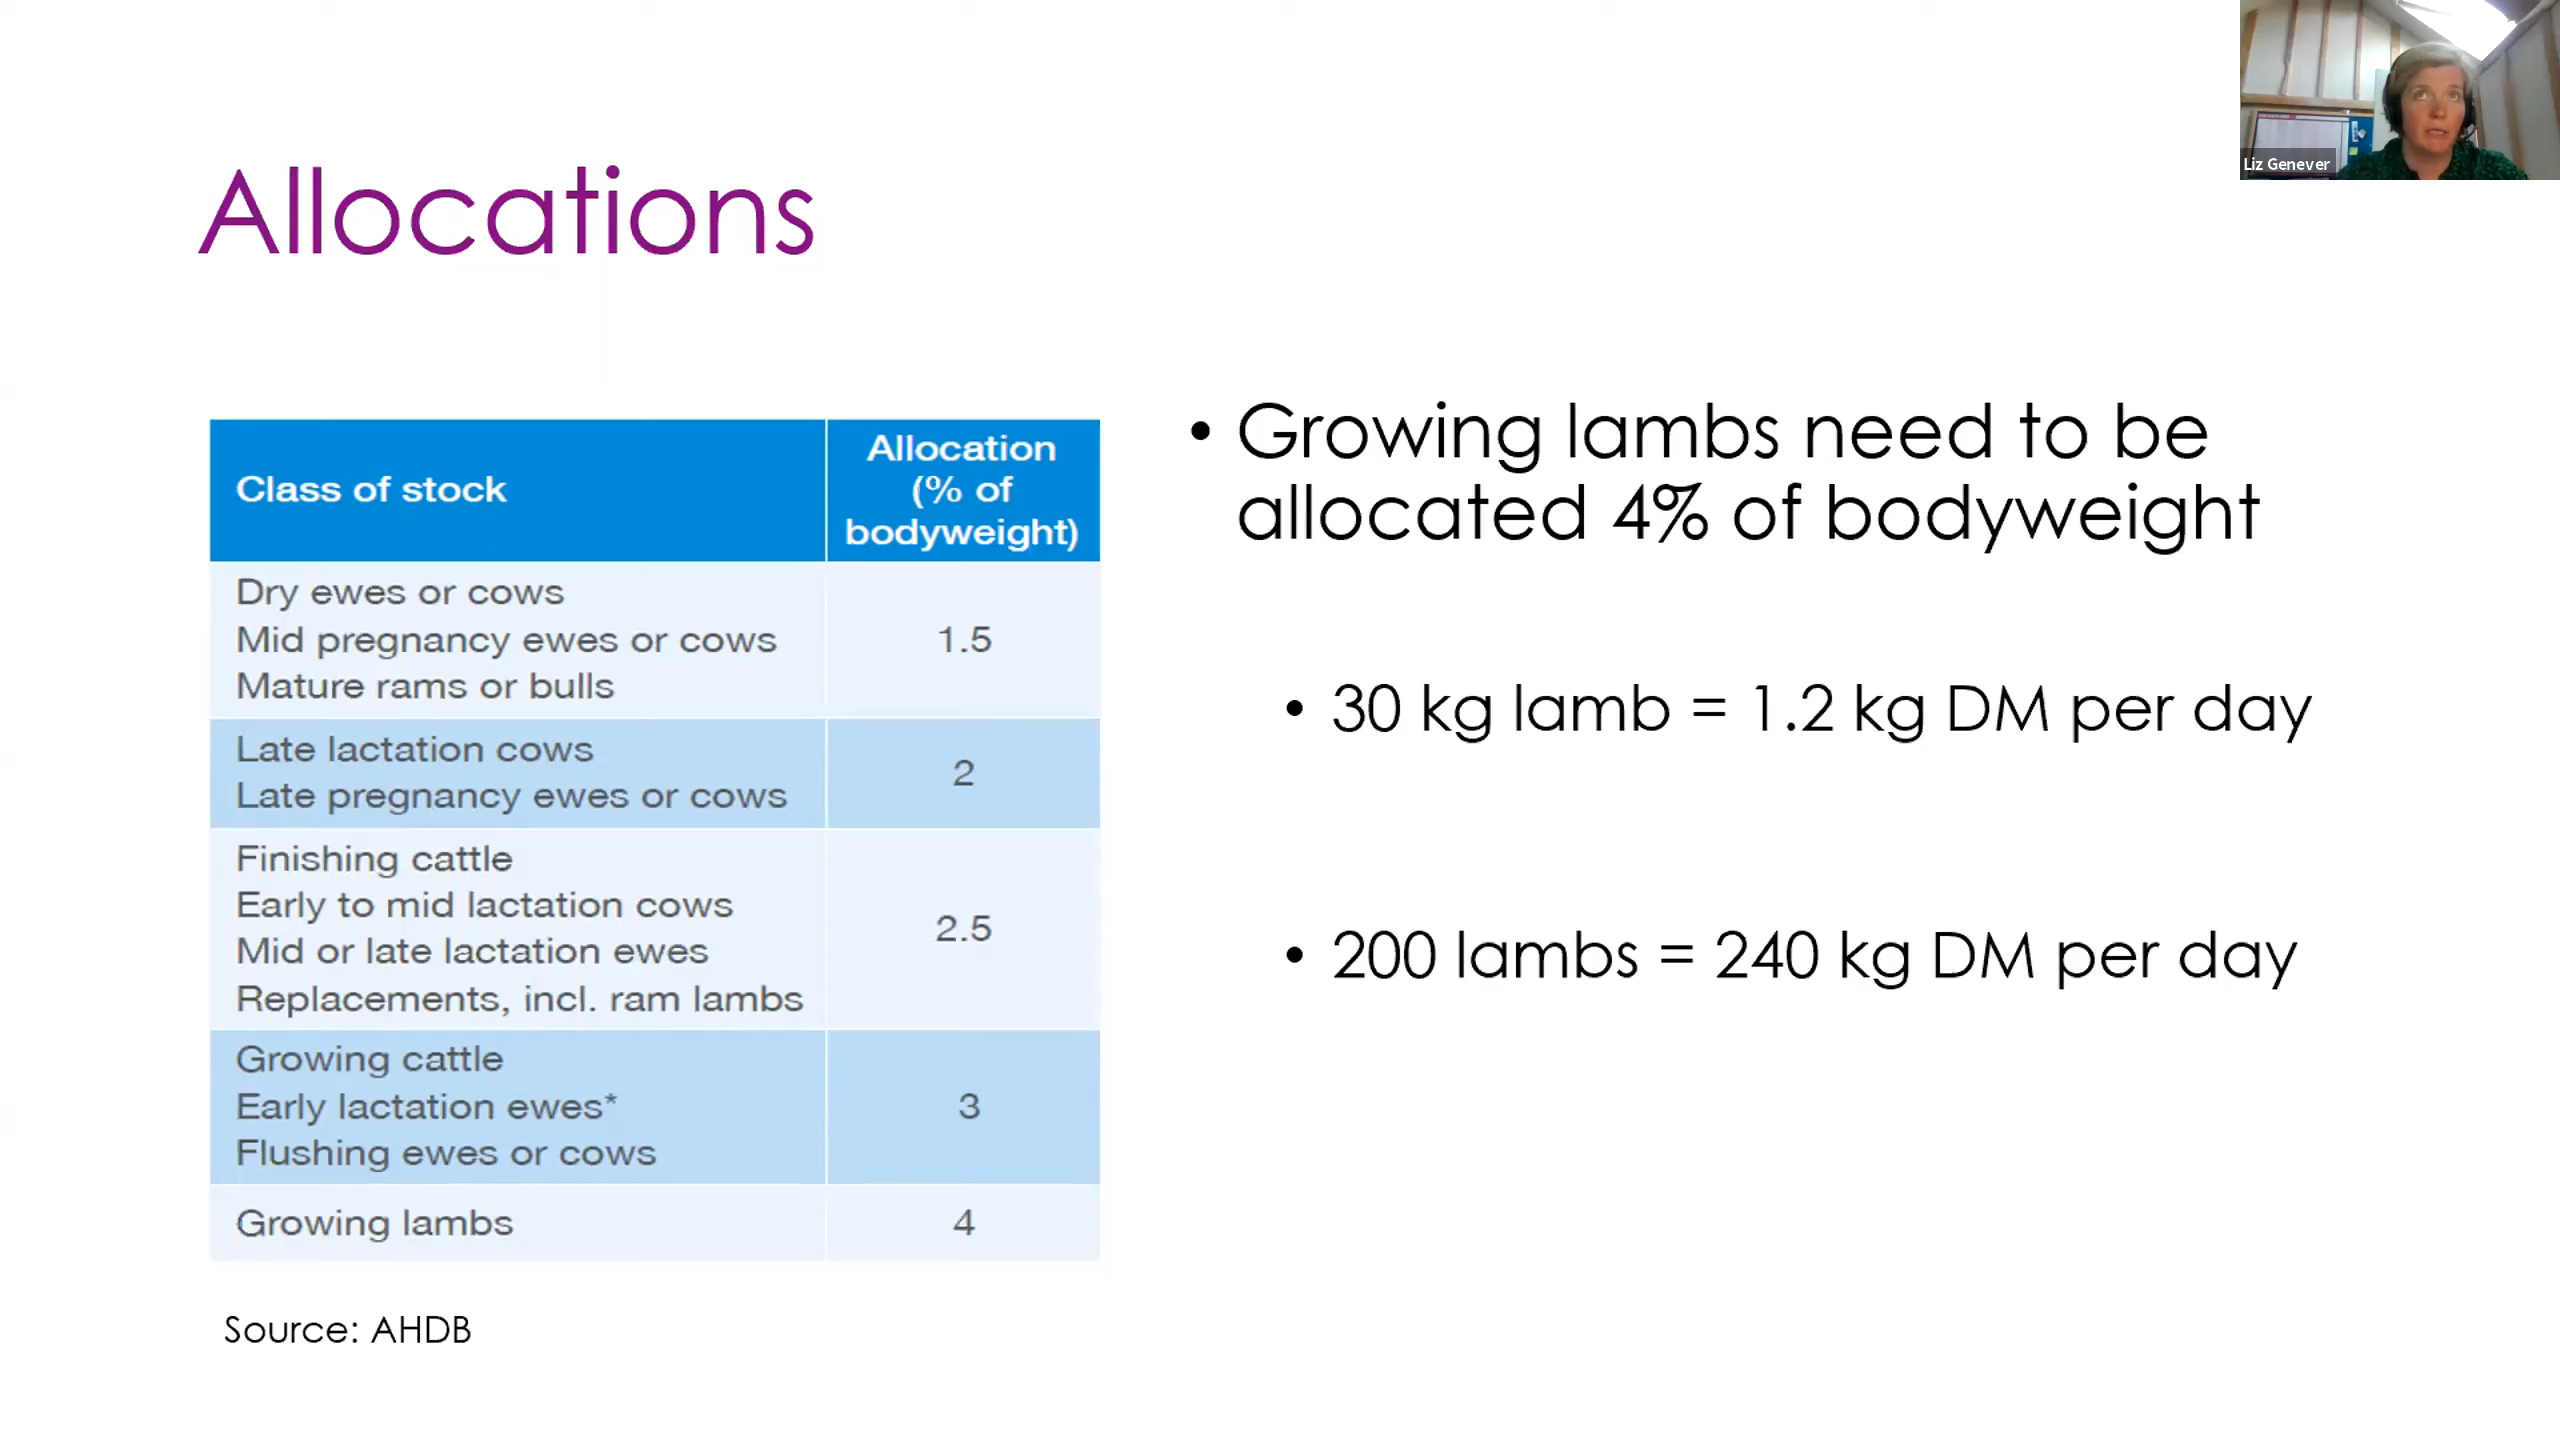 Liz Genever
Allocations
Class of stock
Allocation
(% of
bodyweight)
Dry ewes or cows
Mid pregnancy ewes or cows
Mature rams or bulls
1.5
Late lactation cows
Late pregnancy ewes or cows
2
Finishing cattle
Early to mid lactation cows
Mid or late lactation ewes
Replacements, incl. ram lambs
2.5
Growing cattle
Early lactation ewes*
Flushing ewes or cows
3
Growing lambs
4
Source: AHDB
• Growing lambs need to be
allocated 4% of bodyweight
• 30 kg lamb = 1.2 kg DM per day
• 200 lambs = 240 kg DM per day